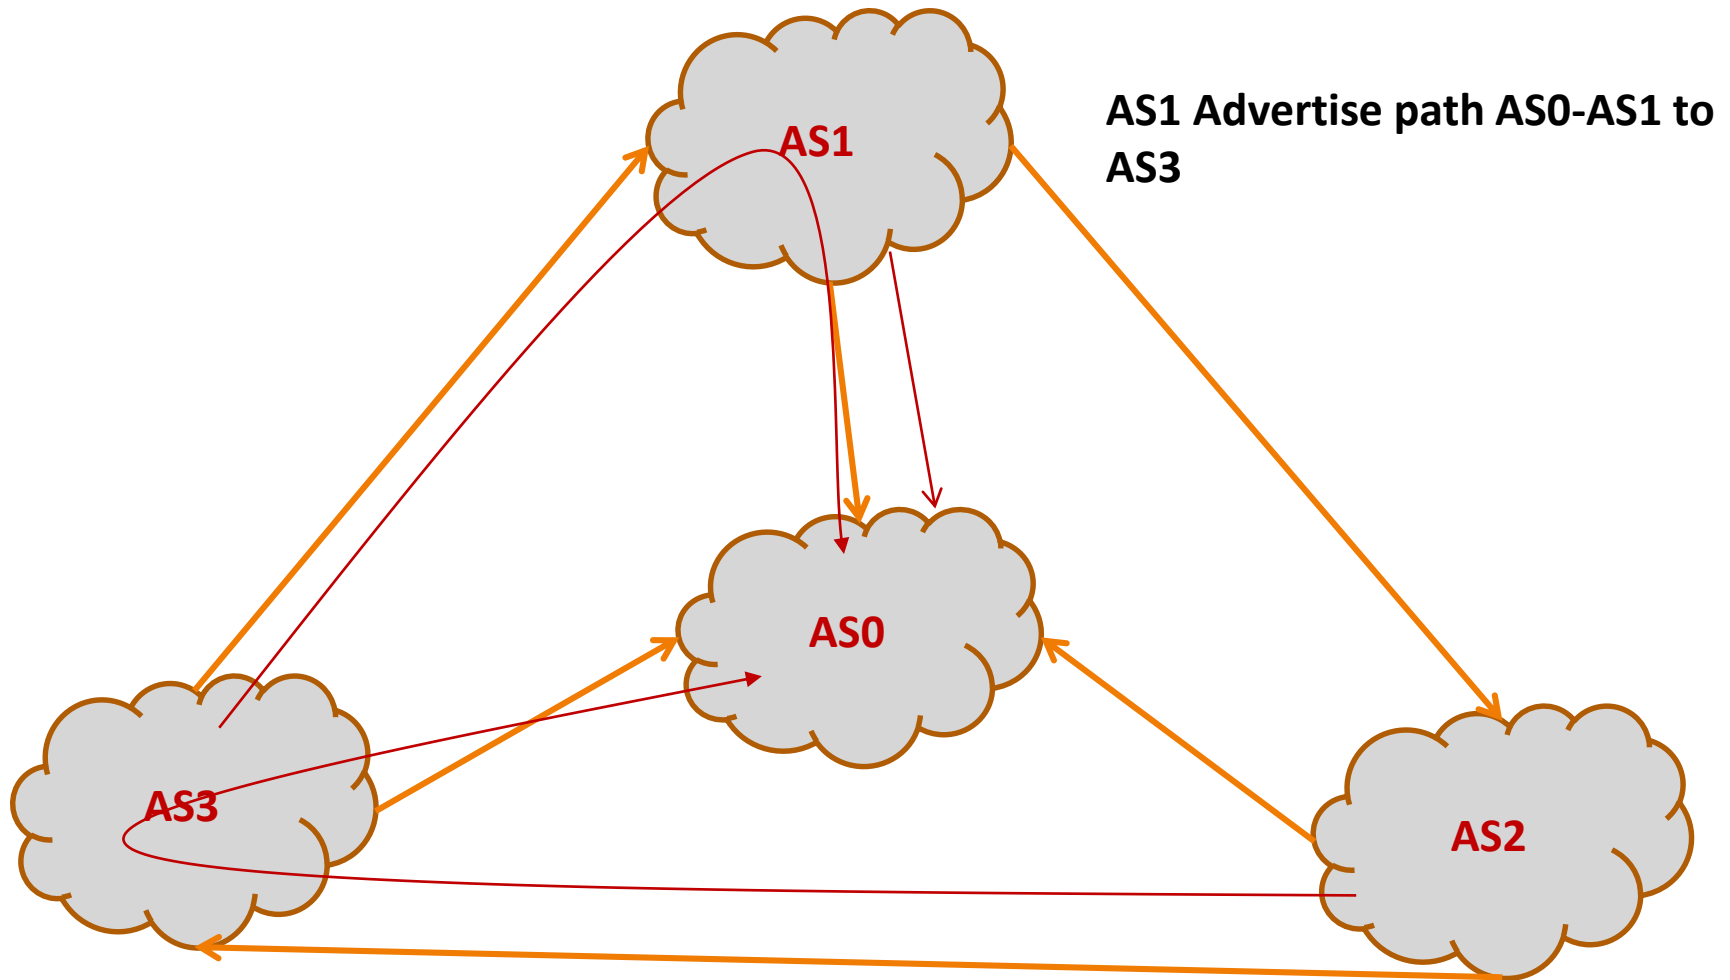 AS1
AS1 Advertise path AS0-AS1 to
AS3
AS0
AS3
AS2